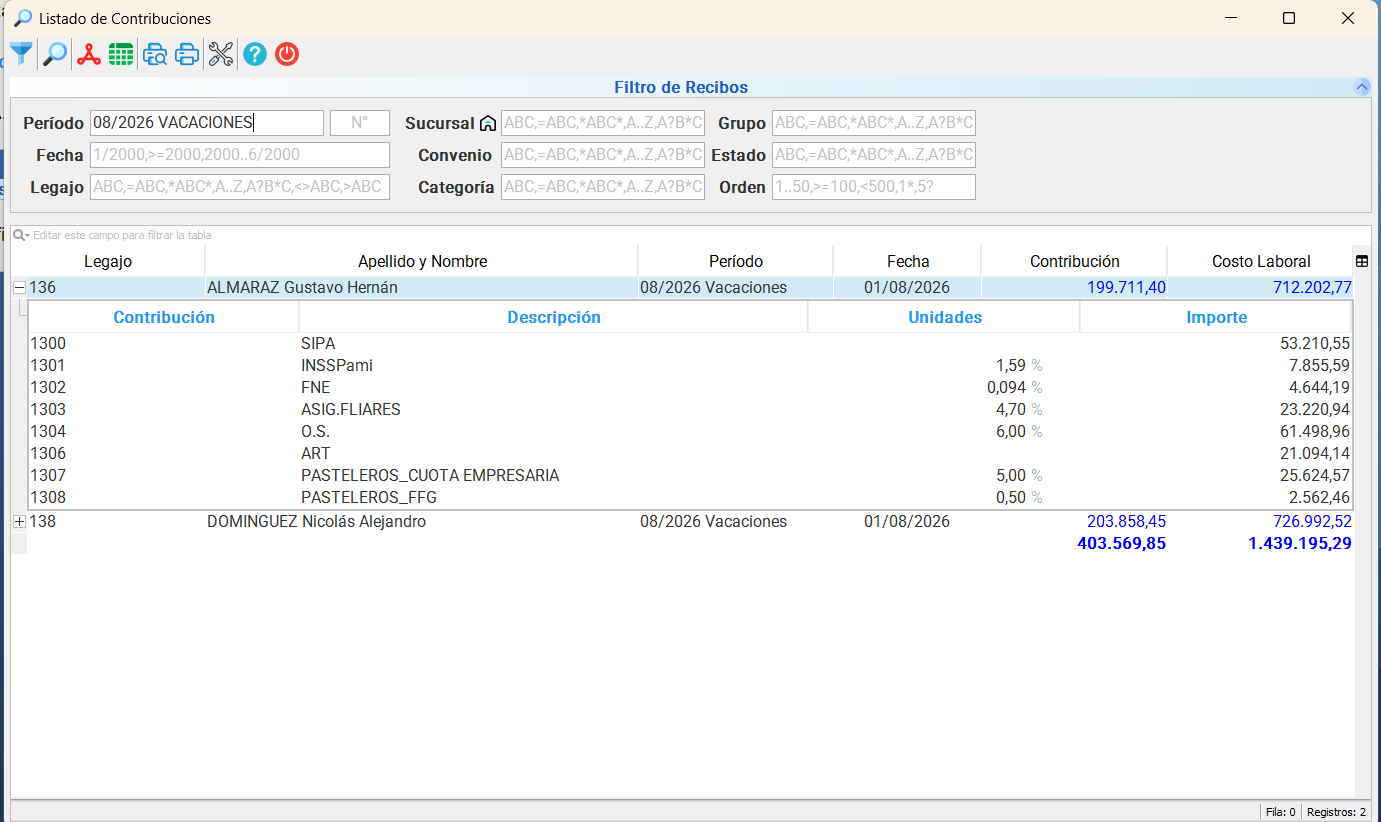 Listado de Contribuciones
Filtro de Recibos
Período 08/2026 VACACIONES N° Sucursal ABC,=ABC,*ABC*,A..Z,A?B*C Grupo ABC,=ABC,*ABC*,A..Z,A?B*C
Fecha 1/2000,>=2000,2000..6/2000 Convenio ABC,=ABC,*ABC*,A..Z,A?B*C Estado ABC,=ABC,*ABC*,A..Z,A?B*C
Legajo ABC,=ABC,*ABC*,A..Z,A?B*C,<>ABC,>ABC Categoría ABC,=ABC,*ABC*,A..Z,A?B*C Orden 1..50,>=100,<500,1*,5?
Editar este campo para filtrar la tabla
Legajo Apellido y Nombre Período Fecha Contribución Costo Laboral
136 ALMARAZ Gustavo Hernán 08/2026 Vacaciones 01/08/2026 199.711,40 712.202,77
Contribución Descripción Unidades Importe
1300 SIPA 53.210,55
1301 INSSPami 1,59 % 7.855,59
1302 FNE 0,094 % 4.644,19
1303 ASIG.FLIARES 4,70 % 23.220,94
1304 O.S. 6,00 % 61.498,96
1306 ART 21.094,14
1307 PASTELEROS_CUOTA EMPRESARIA 5,00 % 25.624,57
1308 PASTELEROS_FFG 0,50 % 2.562,46
138 DOMINGUEZ Nicolás Alejandro 08/2026 Vacaciones 01/08/2026 203.858,45 726.992,52
403.569,85 1.439.195,29
Fila: 0 Registros: 2